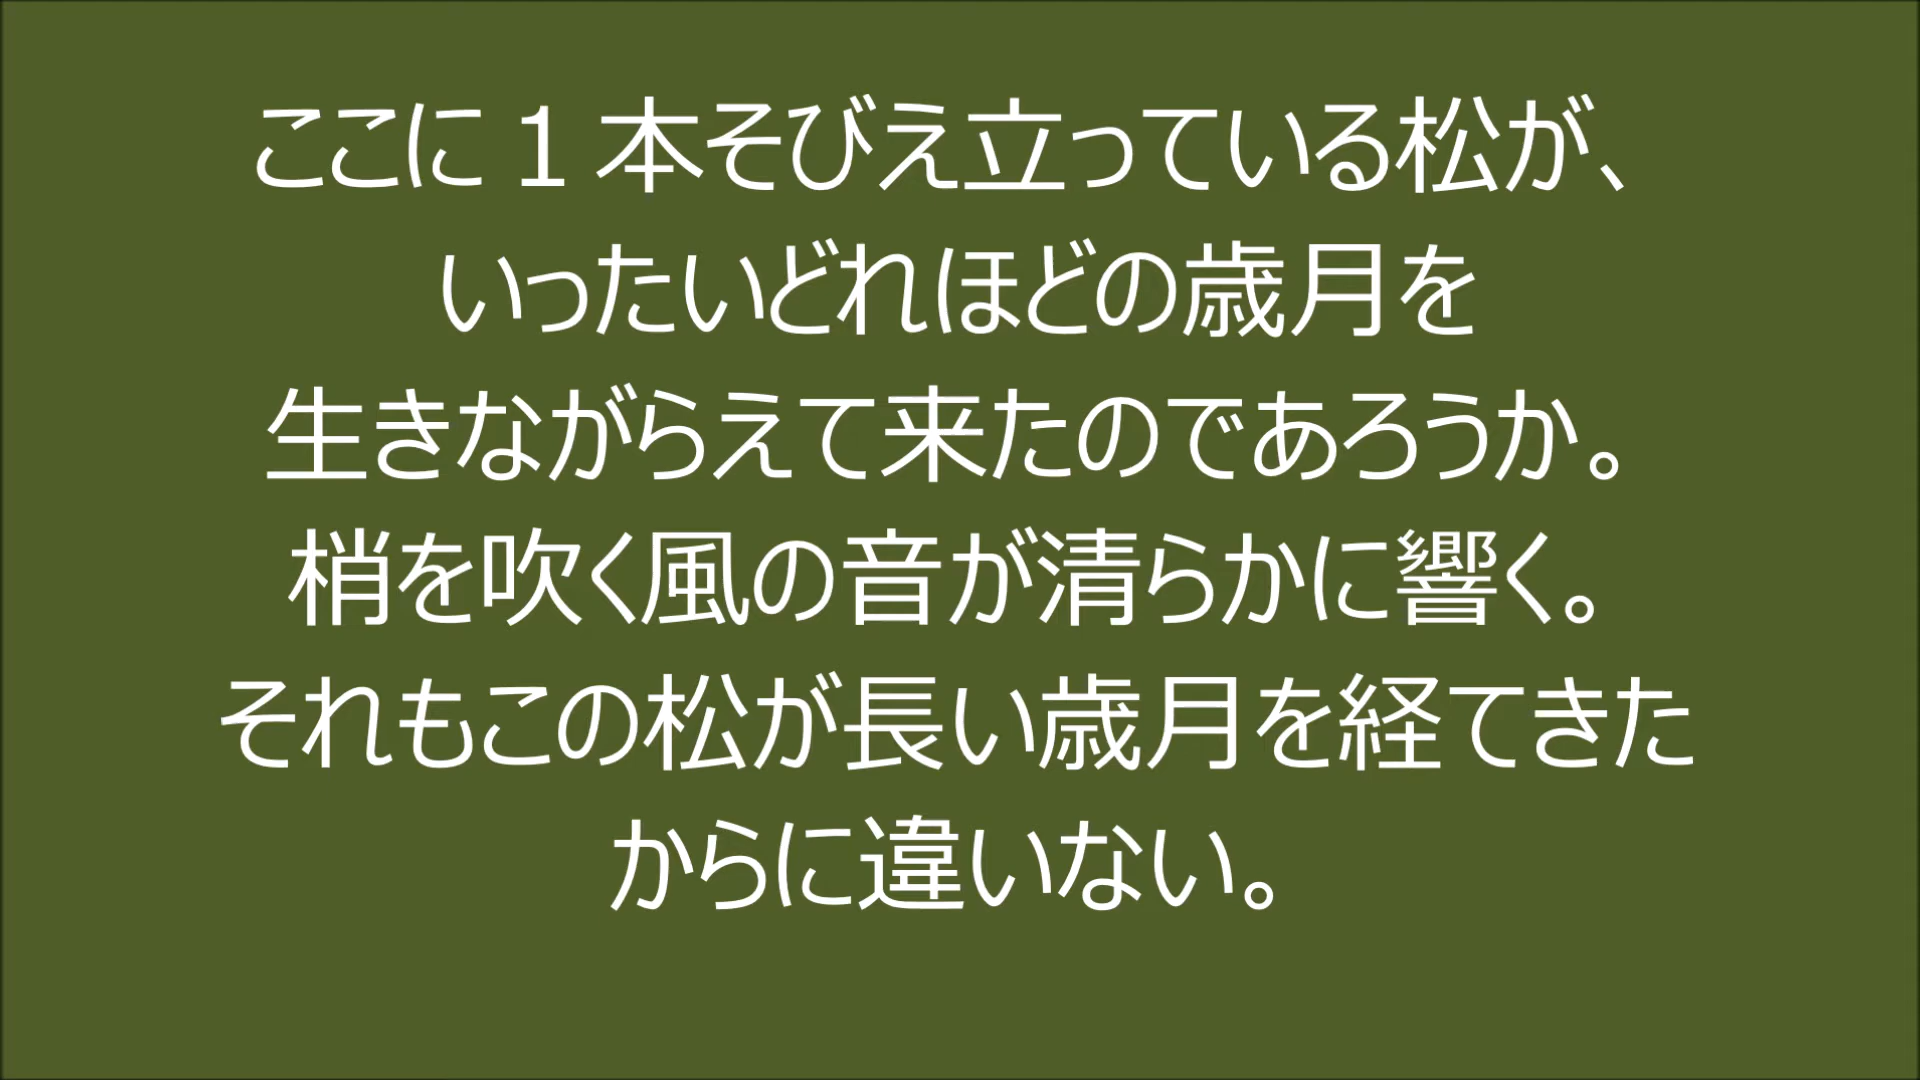 ここに１本そびえ立っている松が、
いったいどれほどの歳月を
生きながらえて来たのであろうか。
梢を吹く風の音が清らかに響く。
それもこの松が長い歳月を経てきた
からに違いない。